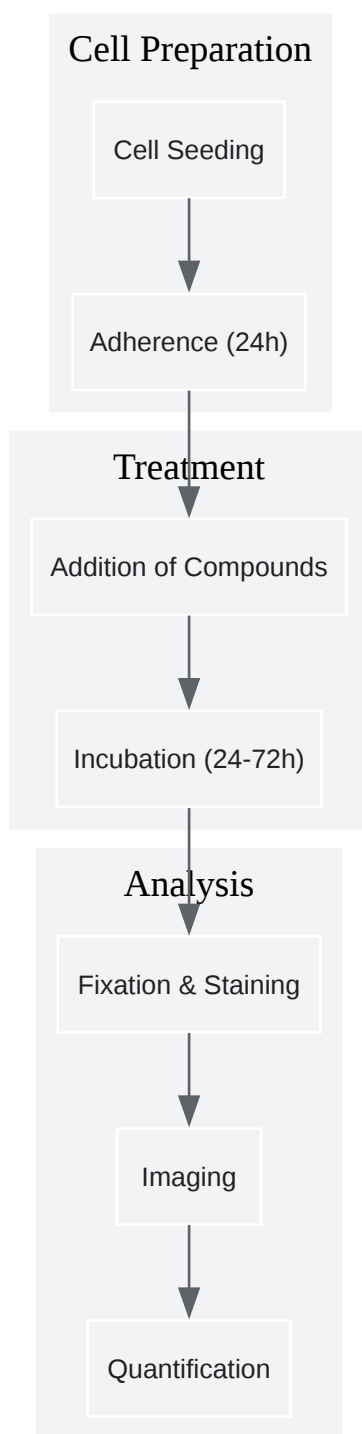 Cell Preparation
Cell Seeding
Adherence (24h)
Treatment
Addition of Compounds
Incubation (24-72h)
Analysis
Fixation & Staining
Imaging
Quantification